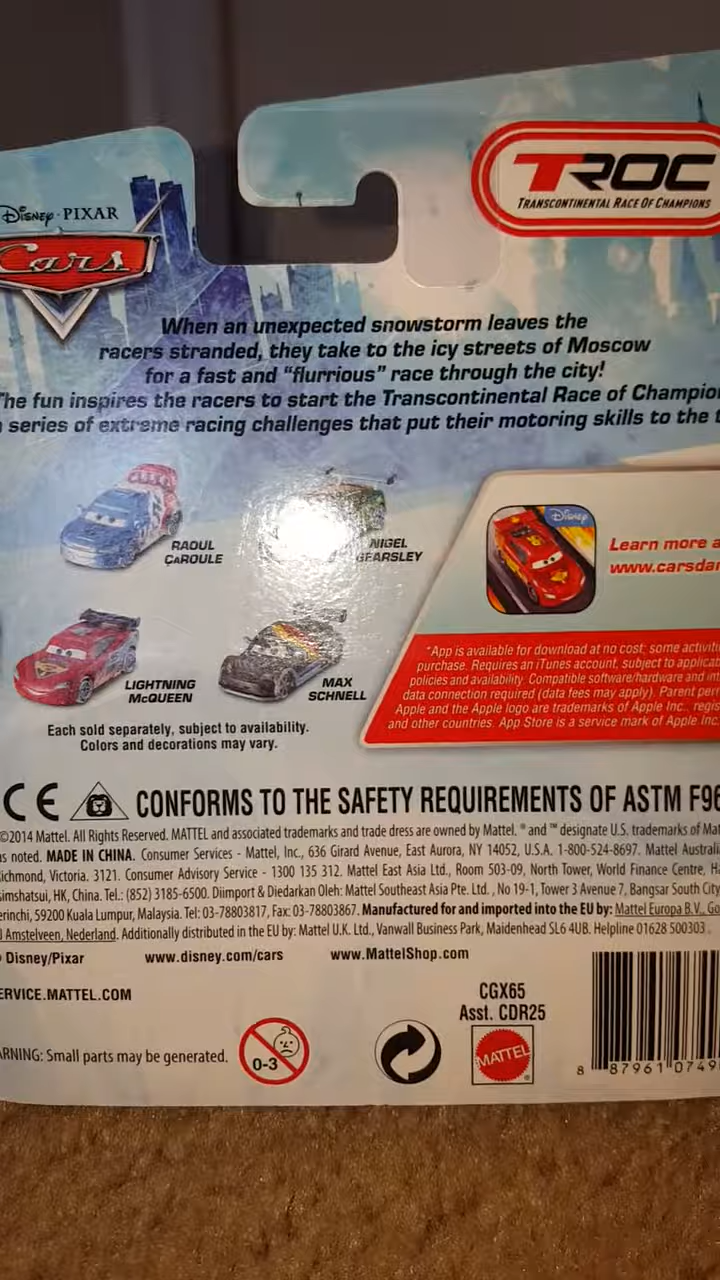 Disney · PIXAR
Cars
TROC
TRANSCONTINENTAL RACE OF CHAMPIONS
When an unexpected snowstorm leaves the
racers stranded, they take to the icy streets of Moscow
for a fast and "flurrious" race through the city!
The fun inspires the racers to start the Transcontinental Race of Champio
series of extreme racing challenges that put their motoring skills to the t
RAOUL
ÇaROULE
NIGEL
GEARSLEY
Disney
Learn more a
www.carsdar
LIGHTNING
McQUEEN
MAX
SCHNELL
*App is available for download at no cost; some activiti
purchase. Requires an iTunes account, subject to applicat
policies and availability. Compatible software/hardware and int
data connection required (data fees may apply). Parent per
Apple and the Apple logo are trademarks of Apple Inc., regis
and other countries. App Store is a service mark of Apple Inc.
Each sold separately, subject to availability.
Colors and decorations may vary.
CE CONFORMS TO THE SAFETY REQUIREMENTS OF ASTM F96
©2014 Mattel. All Rights Reserved. MATTEL and associated trademarks and trade dress are owned by Mattel. ® and ™ designate U.S. trademarks of Mat
as noted. MADE IN CHINA. Consumer Services - Mattel, Inc., 636 Girard Avenue, East Aurora, NY 14052, U.S.A. 1-800-524-8697. Mattel Australi
ichmond, Victoria. 3121. Consumer Advisory Service - 1300 135 312. Mattel East Asia Ltd., Room 503-09, North Tower, World Finance Centre, Ha
simshatsui, HK, China. Tel.: (852) 3185-6500. Diimport & Diedarkan Oleh: Mattel Southeast Asia Pte. Ltd., No 19-1, Tower 3 Avenue 7, Bangsar South City
erinchi, 59200 Kuala Lumpur, Malaysia. Tel: 03-78803817, Fax: 03-78803867. Manufactured for and imported into the EU by: Mattel Europa B.V., Go
Amstelveen, Nederland. Additionally distributed in the EU by: Mattel U.K. Ltd., Vanwall Business Park, Maidenhead SL6 4UB. Helpline 01628 500303.
Disney/Pixar www.disney.com/cars www.MattelShop.com
ERVICE.MATTEL.COM
CGX65
Asst. CDR25
ARNING: Small parts may be generated.
0-3
MATTEL
8 87961 0749